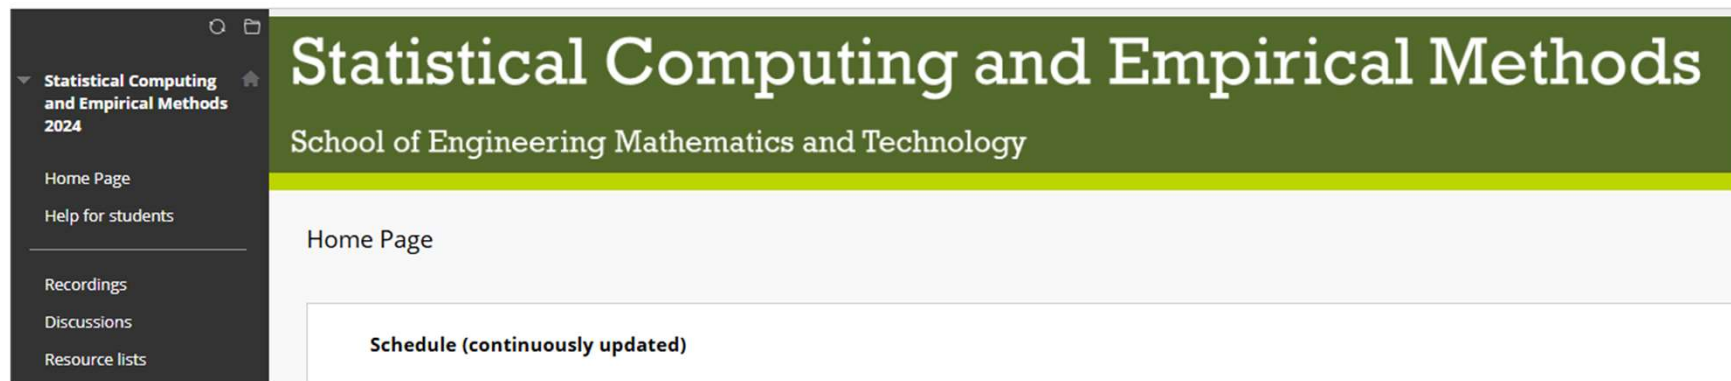 Statistical Computing
and Empirical Methods
2024
Home Page
Help for students
Recordings
Discussions
Resource lists
Statistical Computing and Empirical Methods
School of Engineering Mathematics and Technology
Home Page
Schedule (continuously updated)